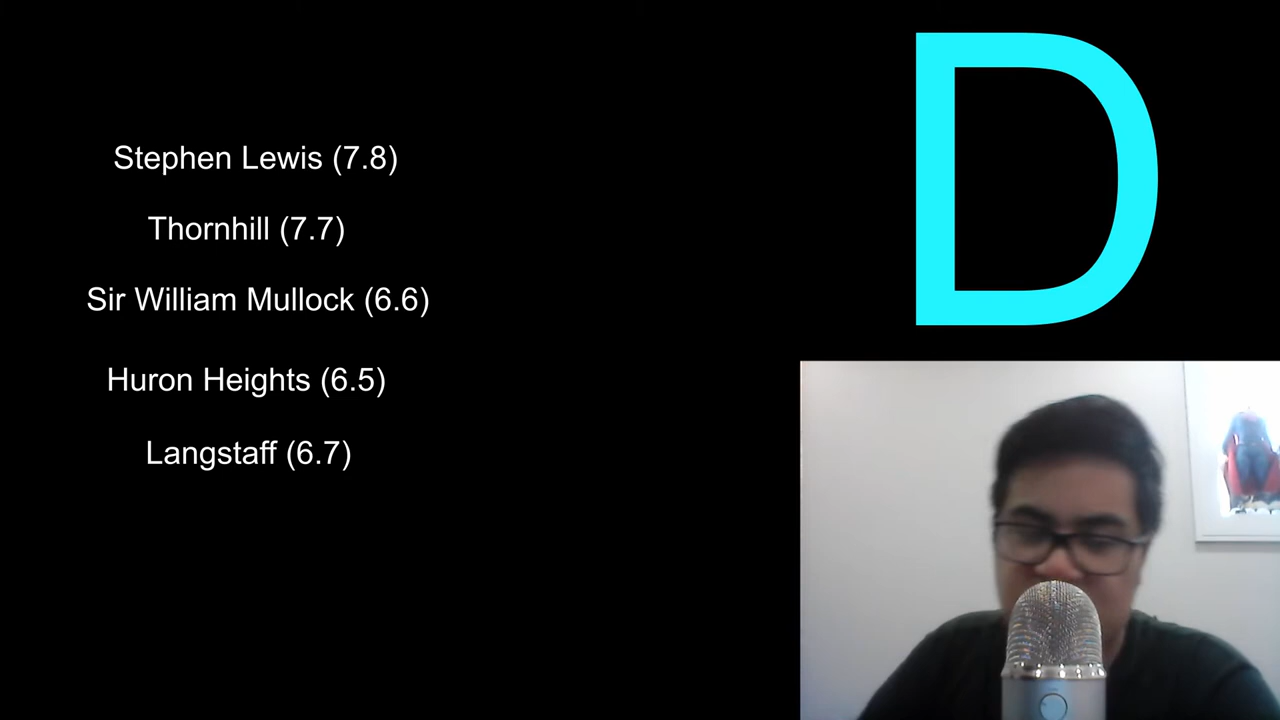 D
Stephen Lewis (7.8)
Thornhill (7.7)
Sir William Mullock (6.6)
Huron Heights (6.5)
Langstaff (6.7)